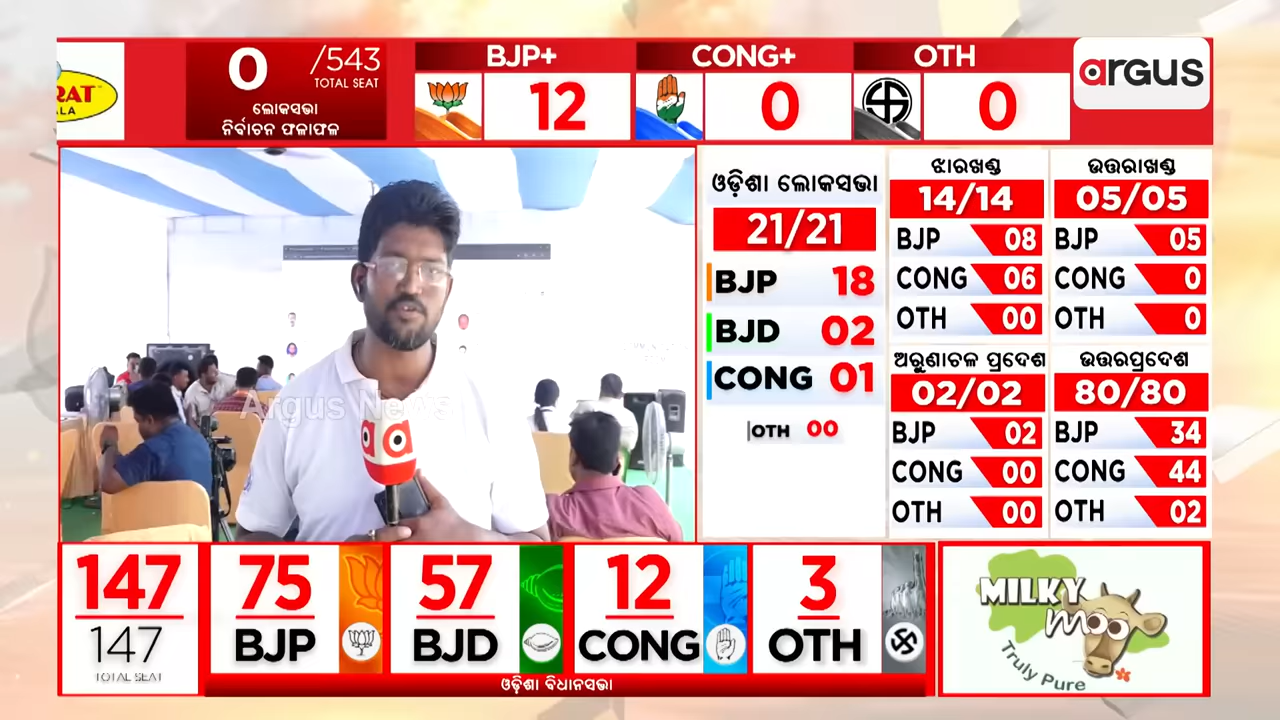 RAT
LA
0
/543
TOTAL SEAT
ଲୋକସଭା
ନିର୍ବାଚନ ଫଳାଫଳ
BJP+
12
CONG+
0
OTH
0
argus
ଓଡ଼ିଶା ଲୋକସଭା
21/21
BJP 18
BJD 02
CONG 01
OTH 00
ଝାରଖଣ୍ଡ
14/14
BJP 08
CONG 06
OTH 00
ଉତ୍ତରାଖଣ୍ଡ
05/05
BJP 05
CONG 0
OTH 0
ଅରୁଣାଚଳ ପ୍ରଦେଶ
02/02
BJP 02
CONG 00
OTH 00
ଉତ୍ତରପ୍ରଦେଶ
80/80
BJP 34
CONG 44
OTH 02
Argus News
a a
147
147
TOTAL SEAT
75
BJP
57
BJD
12
CONG
3
OTH
ଓଡ଼ିଶା ବିଧାନସଭା
MILKY
moo
Truly Pure